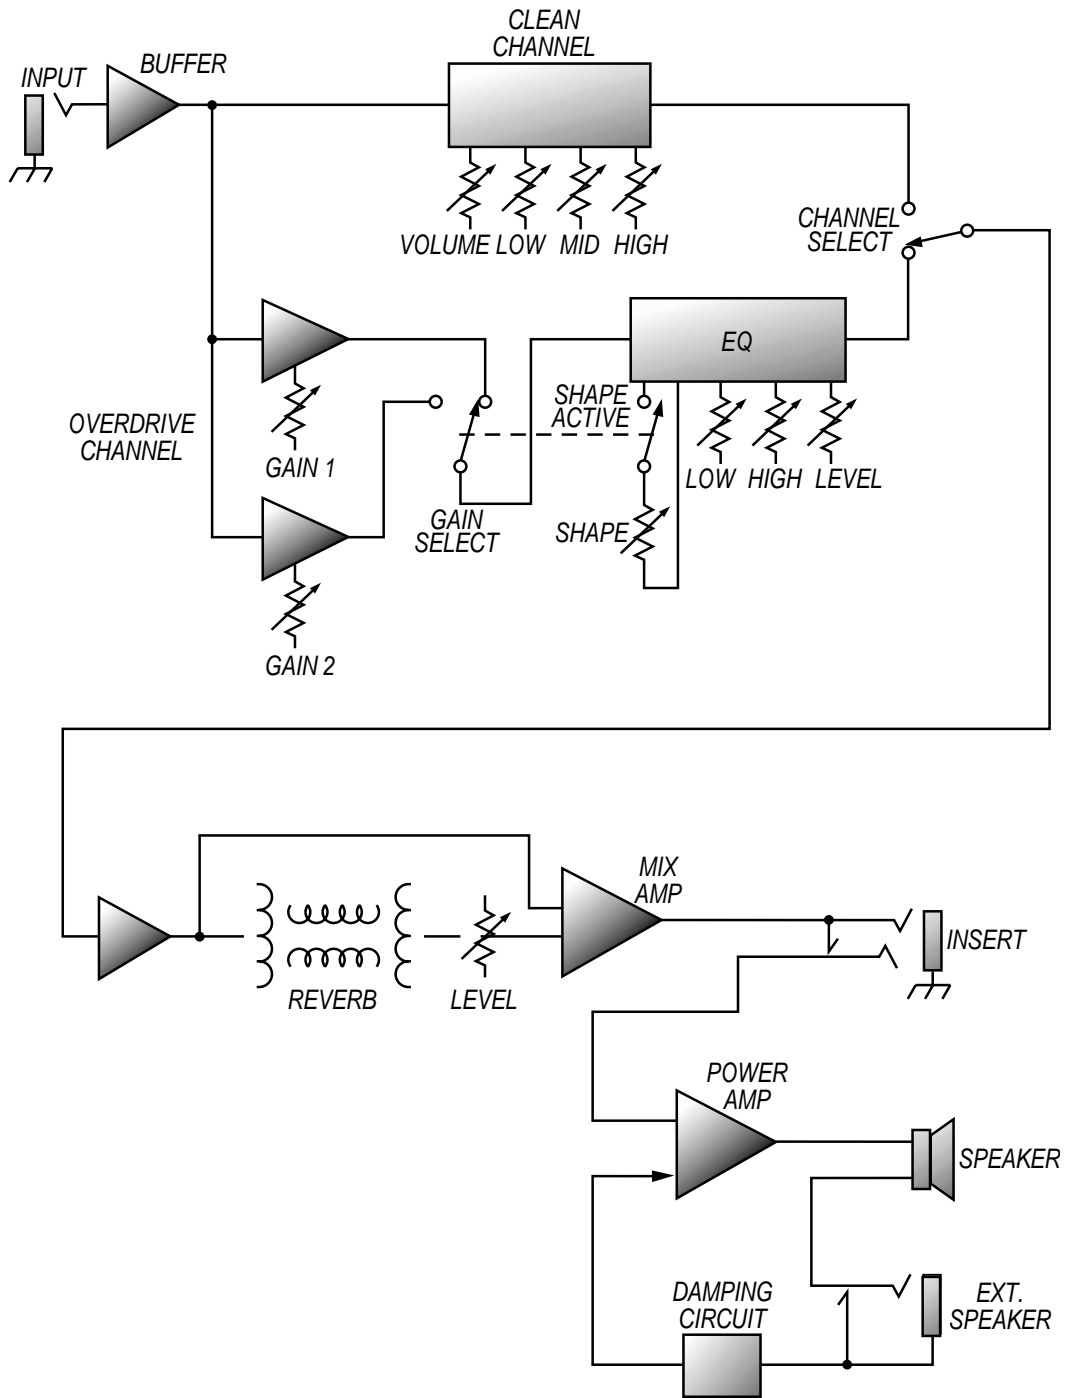 CLEAN
CHANNEL
INPUT
BUFFER
VOLUME
LOW
MID
HIGH
CHANNEL
SELECT
EQ
SHAPE
ACTIVE
OVERDRIVE
CHANNEL
GAIN 1
LOW
HIGH
LEVEL
GAIN
SELECT
SHAPE
GAIN 2
MIX
AMP
INSERT
REVERB
LEVEL
POWER
AMP
SPEAKER
DAMPING
CIRCUIT
EXT.
SPEAKER